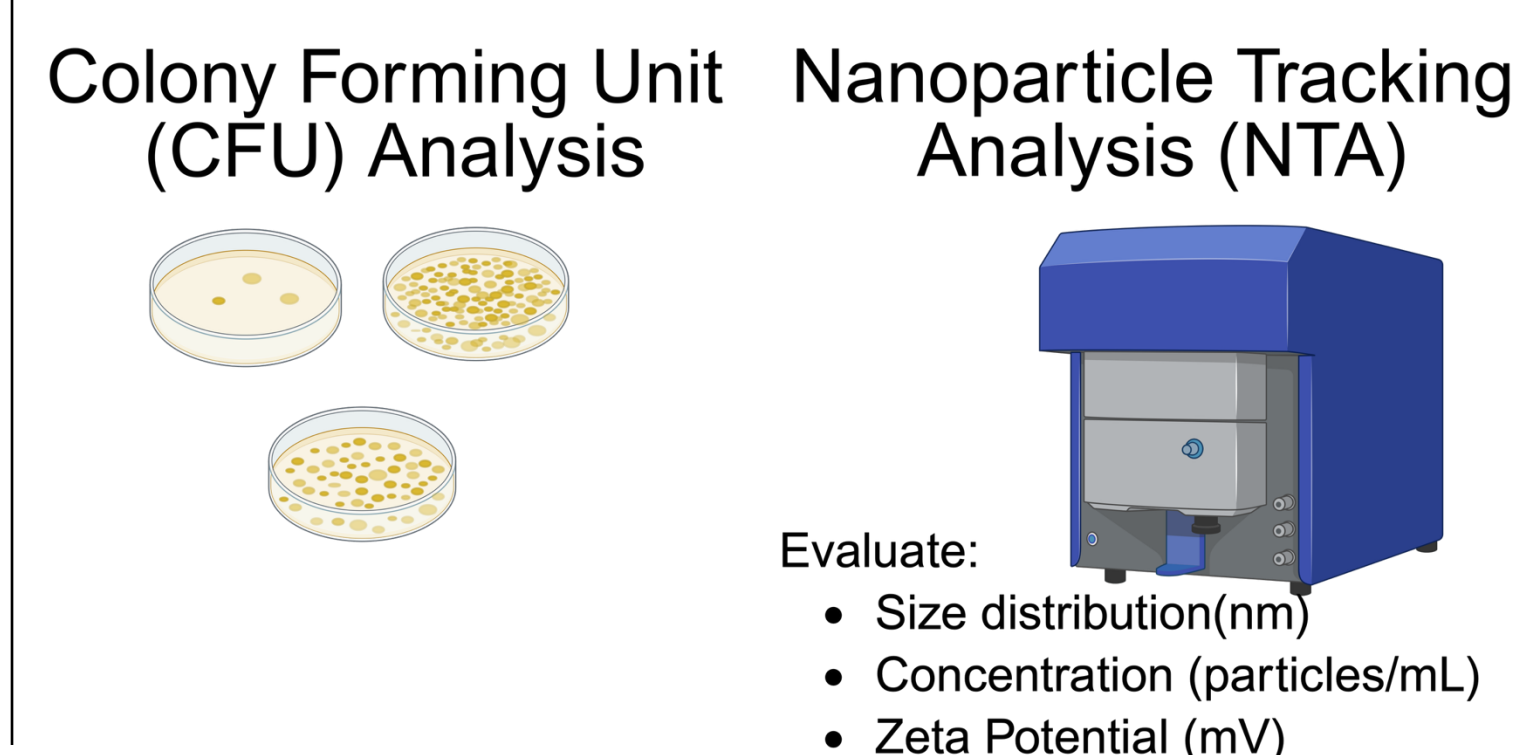 Colony Forming Unit
(CFU) Analysis
Nanoparticle Tracking
Analysis (NTA)
Evaluate:
• Size distribution(nm)
• Concentration (particles/mL)
• Zeta Potential (mV)